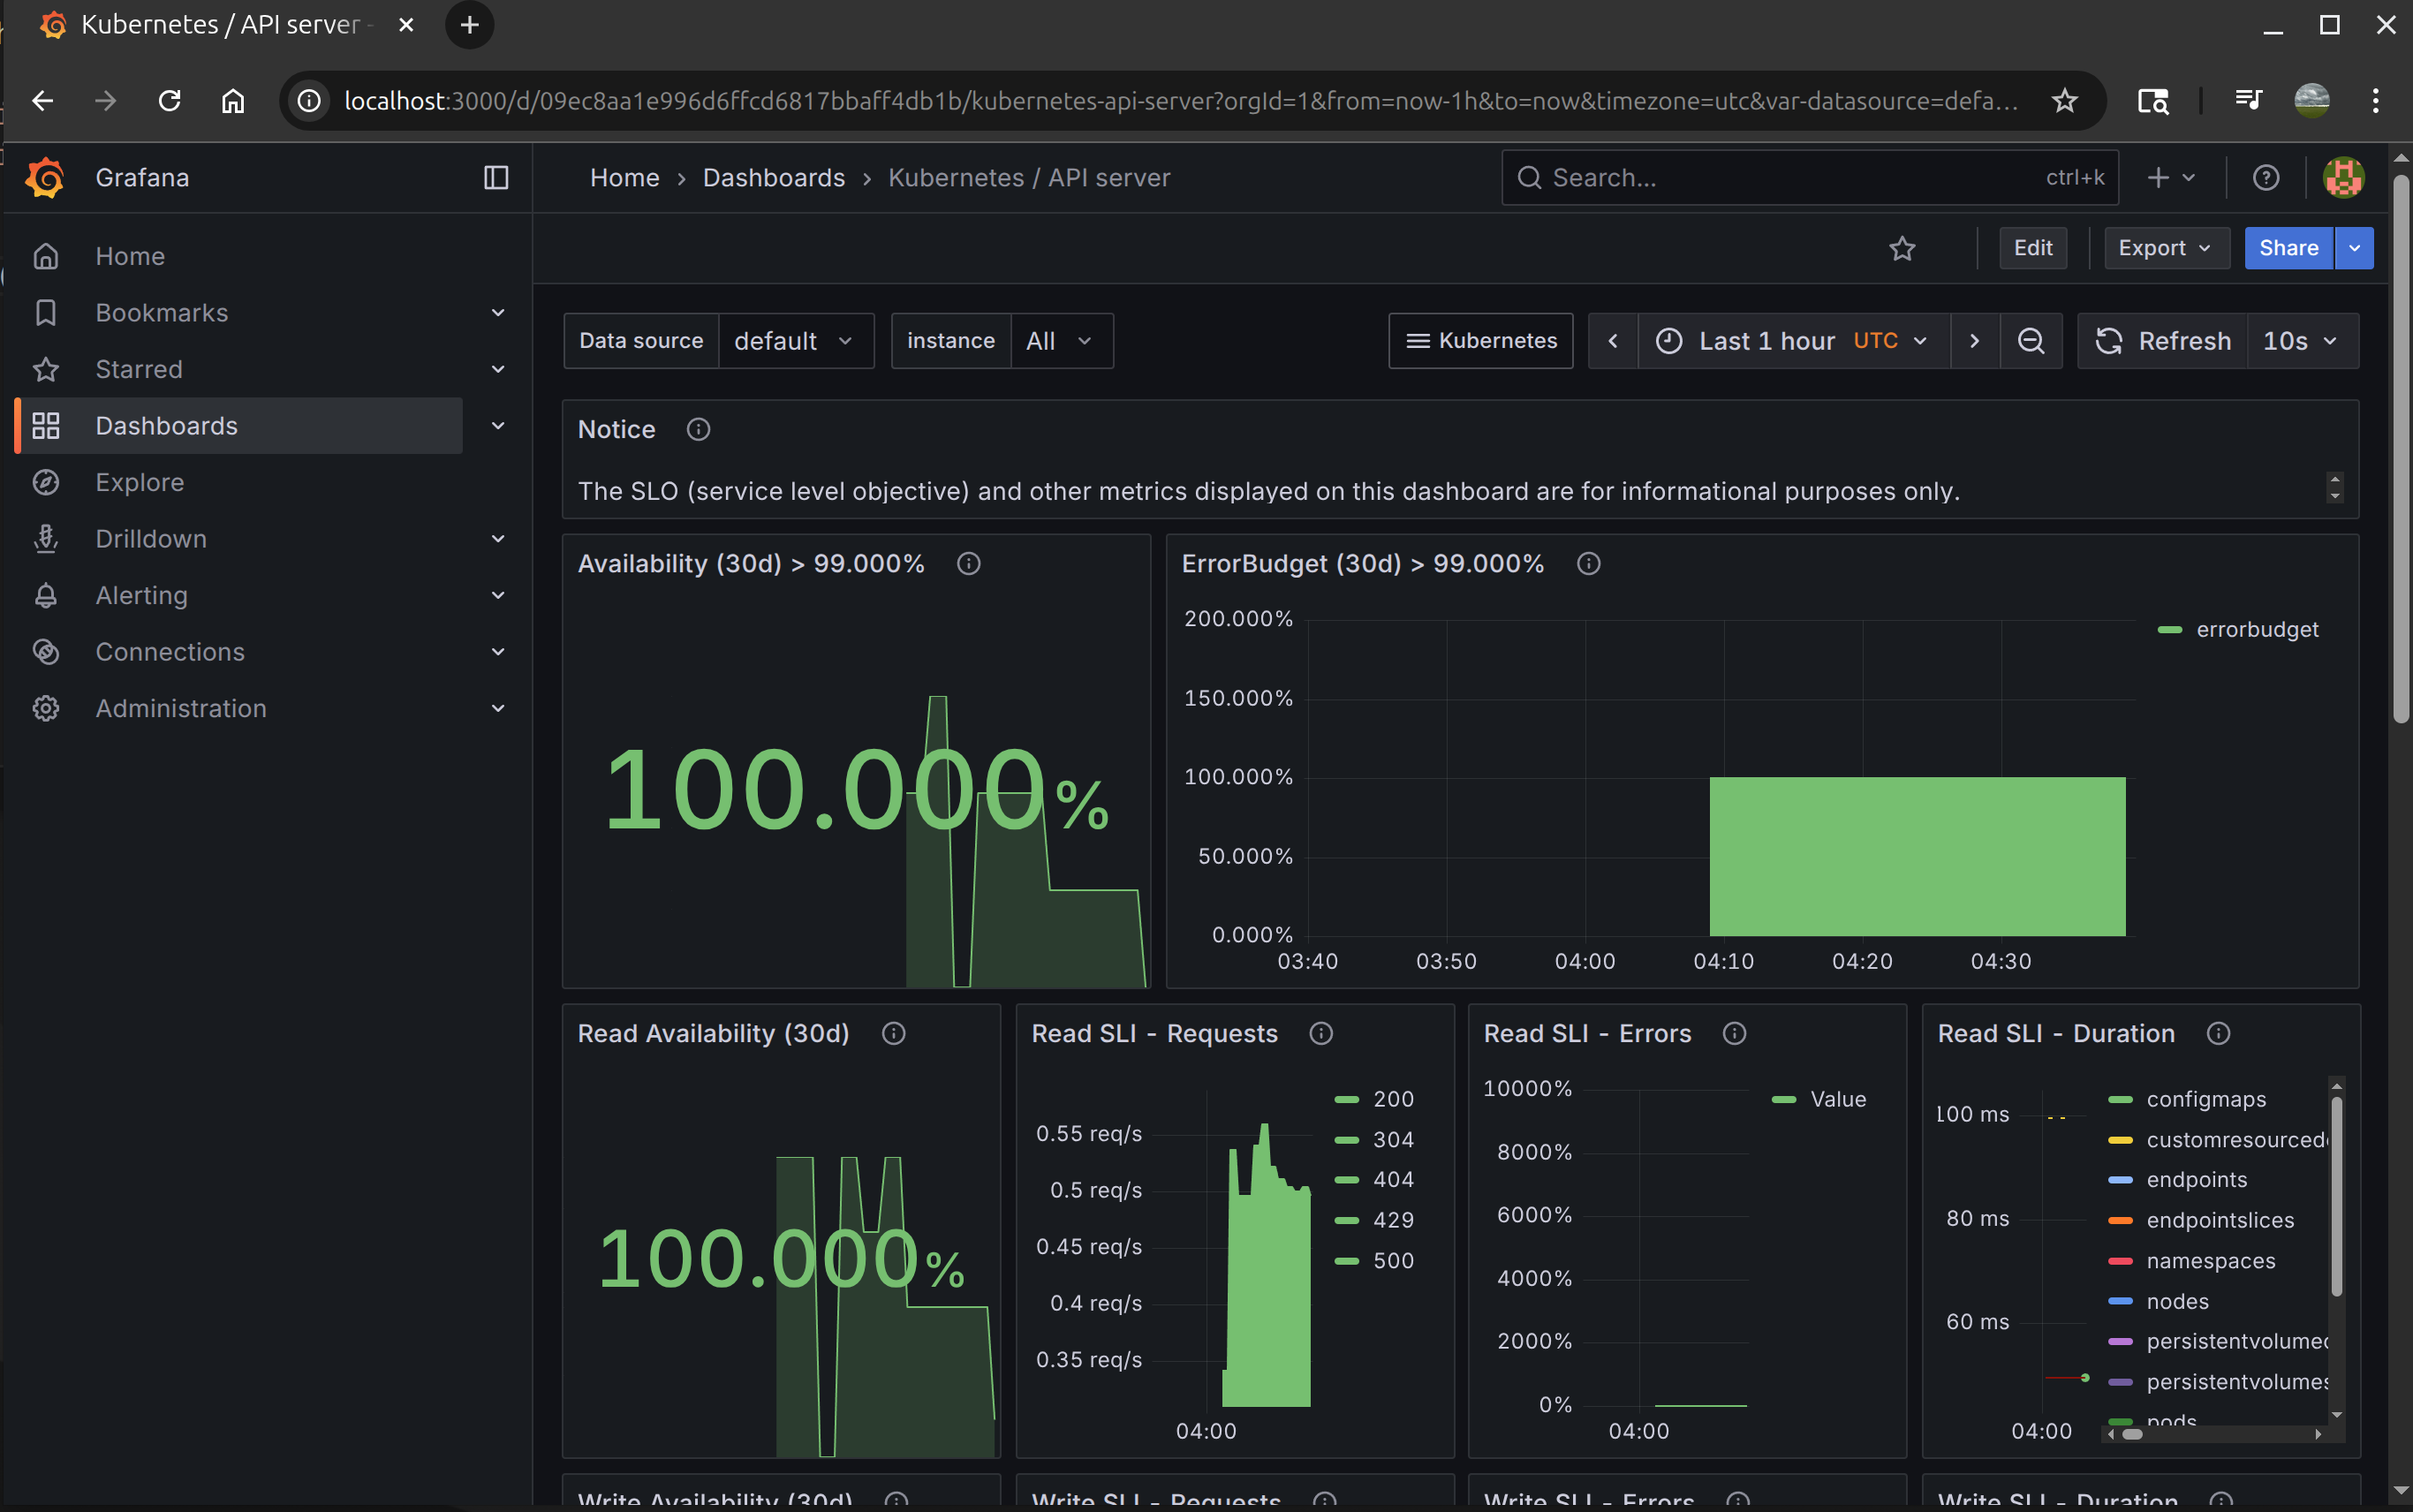 Kubernetes / API server -
localhost:3000/d/09ec8aa1e996d6ffcd6817bbaff4db1b/kubernetes-api-server?orgId=1&from=now-1h&to=now&timezone=utc&var-datasource=defa...
Grafana
Home › Dashboards › Kubernetes / API server
Search...
ctrl+k
Edit
Export
Share
Home
Bookmarks
Starred
Dashboards
Explore
Drilldown
Alerting
Connections
Administration
Data source default
instance All
Kubernetes
Last 1 hour UTC
Refresh
10s
Notice
The SLO (service level objective) and other metrics displayed on this dashboard are for informational purposes only.
Availability (30d) > 99.000%
100.000%
ErrorBudget (30d) > 99.000%
200.000%
150.000%
100.000%
50.000%
0.000%
03:40 03:50 04:00 04:10 04:20 04:30
errorbudget
Read Availability (30d)
100.000%
Read SLI - Requests
0.55 req/s
0.5 req/s
0.45 req/s
0.4 req/s
0.35 req/s
04:00
200
304
404
429
500
Read SLI - Errors
10000%
8000%
6000%
4000%
2000%
0%
04:00
Value
Read SLI - Duration
100 ms
80 ms
60 ms
04:00
configmaps
customresourced
endpoints
endpointslices
namespaces
nodes
persistentvolumec
persistentvolumes
pods
Write Availability (30d)
Write SLI - Requests
Write SLI - Errors
Write SLI - Duration